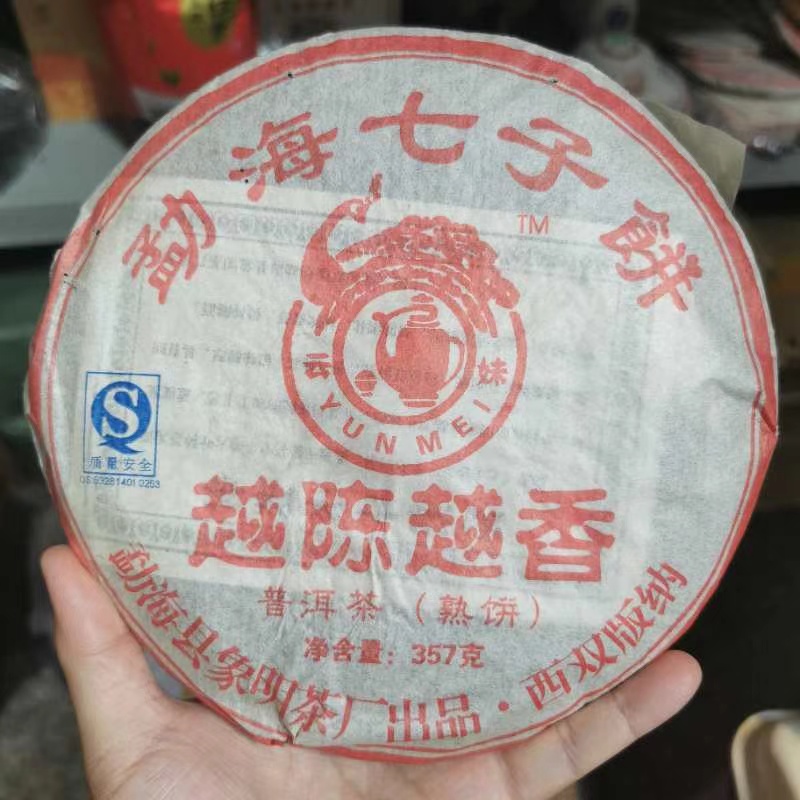 勐海七子餅
TM
云妹
YUNMEI
质量安全
越陈越香
普洱茶（熟饼）
净含量：357克
勐海县象明茶厂出品·西双版纳